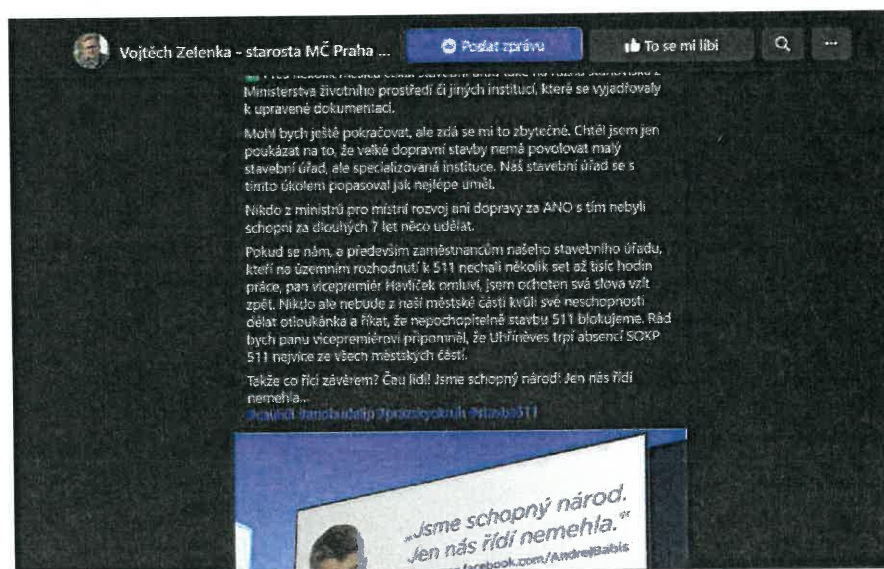 Vojtěch Zelenka - starosta MČ Praha ...
Poslat zprávu
To se mi líbí
Ministerstva životního prostředí či jiných institucí, které se vyjadřovaly
k upravené dokumentaci.
Mohl bych ještě pokračovat, ale zdá se mi to zbytečné. Chtěl jsem jen
poukázat na to, že velké dopravní stavby nemá povolovat malý
stavební úřad, ale specializovaná instituce. Náš stavební úřad se s
tímto úkolem popasoval jak nejlépe uměl.
Nikdo z ministrů pro místní rozvoj ani dopravy za ANO s tím nebyli
schopni za dlouhých 7 let něco udělat.
Pokud se nám, a především zaměstnancům našeho stavebního úřadu,
kteří na územním rozhodnutí k 511 nechali několik set až tisíc hodin
práce, pan vicepremiér Havlíček omluví, jsem ochoten svá slova vzít
zpět. Nikdo ale nebude z naší městské části kvůli své neschopnosti
dělat otloukánka a říkat, že nepochopitelně stavbu 511 blokujeme. Rád
bych panu vicepremiérovi připomněl, že Uhříněves trpí absencí SOKP
511 nejvíce ze všech městských částí.
Takže co říci závěrem? Čau lidi! Jsme schopný národ! Jen nás řídí
nemehla...
#caulidi #anobudelip #prazskyokruh #stavba511
„Jsme schopný národ.
Jen nás řídí nemehla.“
facebook.com/AndrejBabis